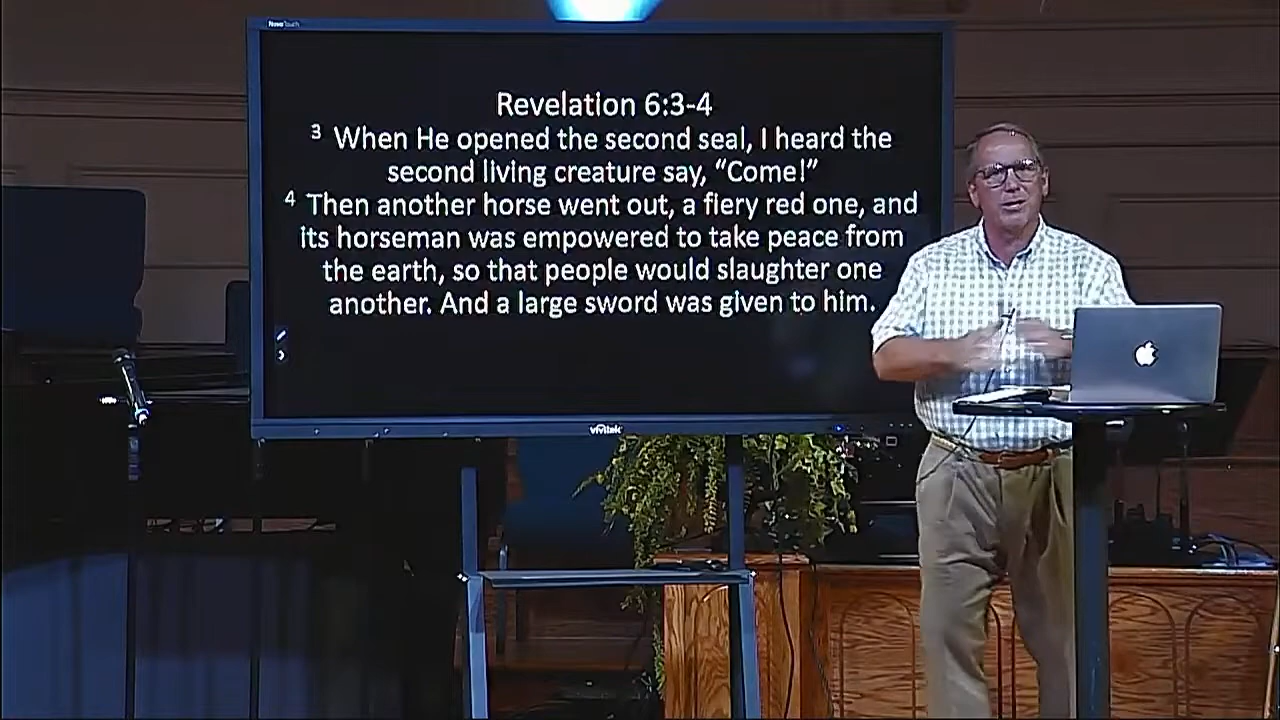 NovoTouch
Revelation 6:3-4
3 When He opened the second seal, I heard the
second living creature say, “Come!”
4 Then another horse went out, a fiery red one, and
its horseman was empowered to take peace from
the earth, so that people would slaughter one
another. And a large sword was given to him.
vivitek